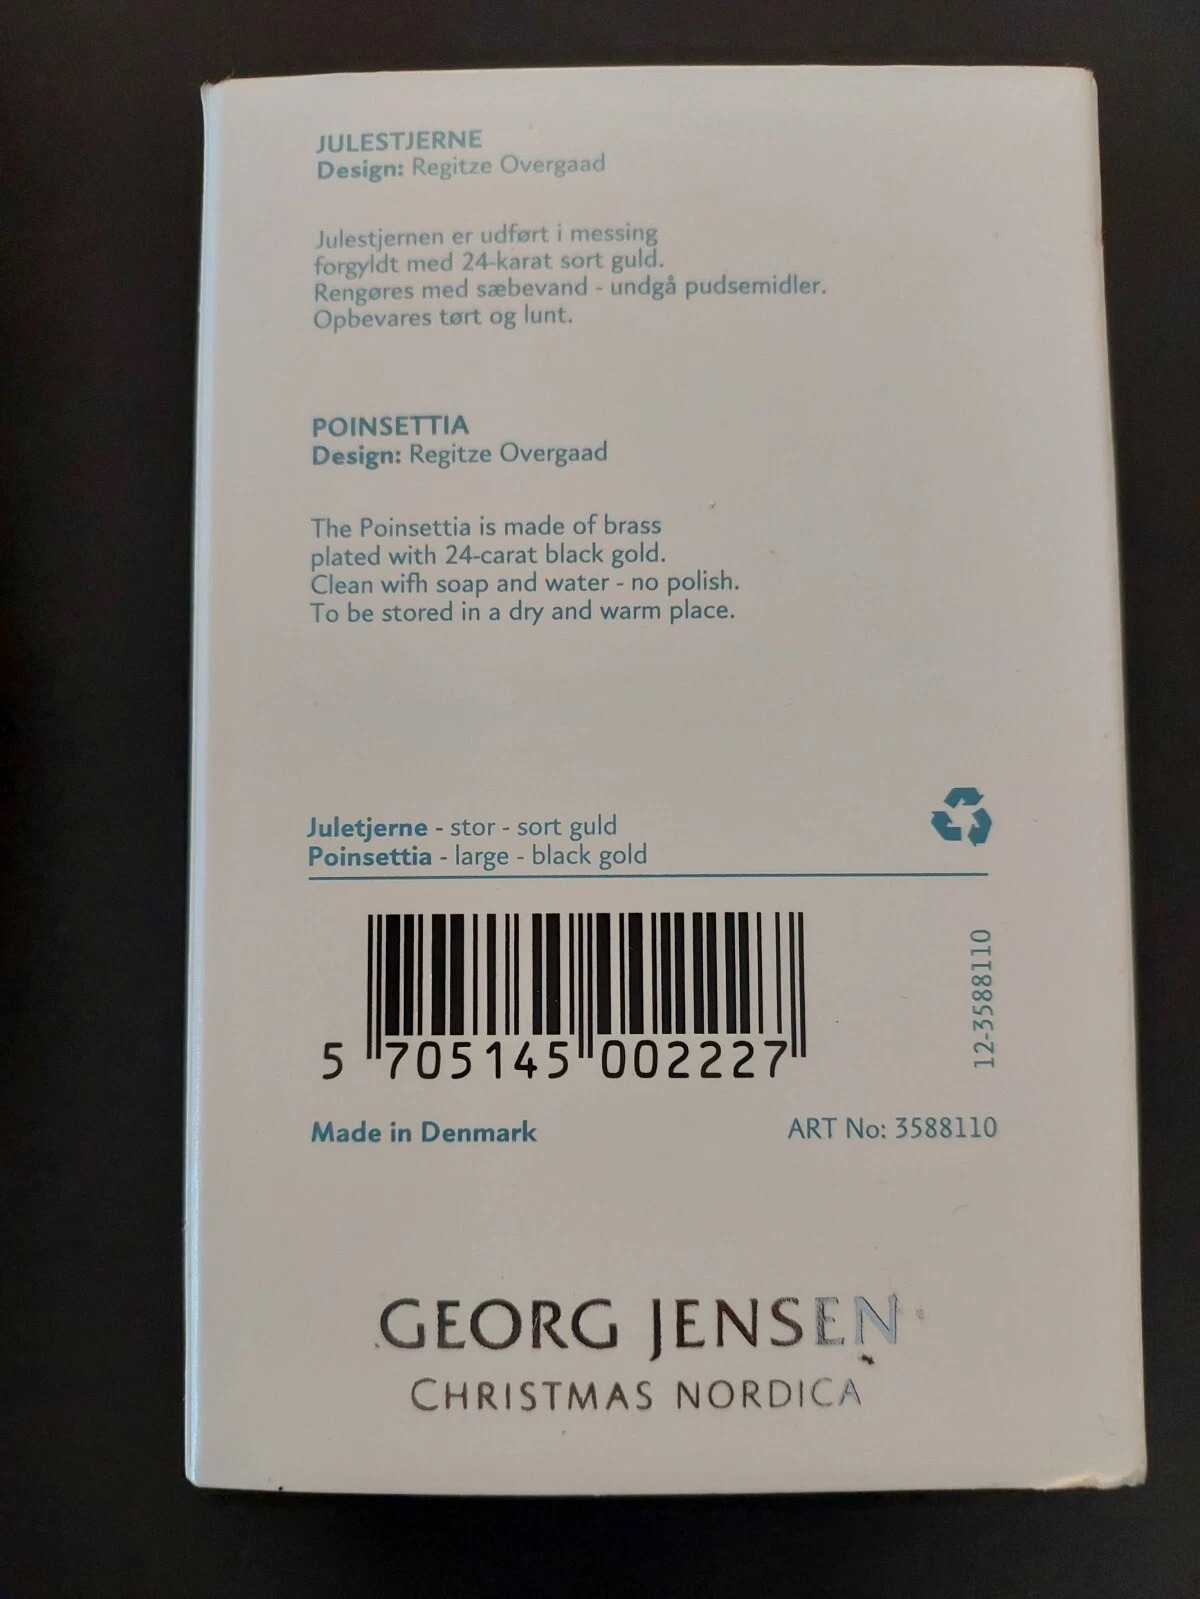 JULESTJERNE
Design: Regitze Overgaad
Julestjernen er udført i messing
forgyldt med 24-karat sort guld.
Rengøres med sæbevand - undgå pudsemidler.
Opbevares tørt og lunt.
POINSETTIA
Design: Regitze Overgaad
The Poinsettia is made of brass
plated with 24-carat black gold.
Clean wifh soap and water - no polish.
To be stored in a dry and warm place.
Juletjerne - stor - sort guld
Poinsettia - large - black gold
5 705145 002227
12-3588110
Made in Denmark
ART No: 3588110
GEORG JENSEN
CHRISTMAS NORDICA